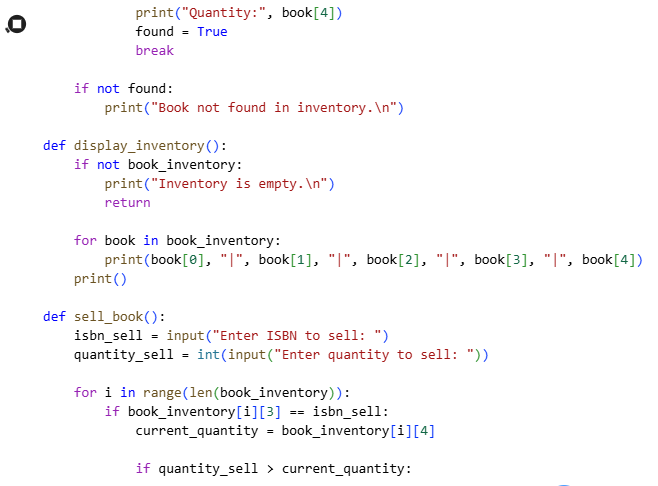 print("Quantity:", book[4])
            found = True
            break

    if not found:
        print("Book not found in inventory.\n")

def display_inventory():
    if not book_inventory:
        print("Inventory is empty.\n")
        return

    for book in book_inventory:
        print(book[0], "|", book[1], "|", book[2], "|", book[3], "|", book[4])
    print()

def sell_book():
    isbn_sell = input("Enter ISBN to sell: ")
    quantity_sell = int(input("Enter quantity to sell: "))

    for i in range(len(book_inventory)):
        if book_inventory[i][3] == isbn_sell:
            current_quantity = book_inventory[i][4]

            if quantity_sell > current_quantity: